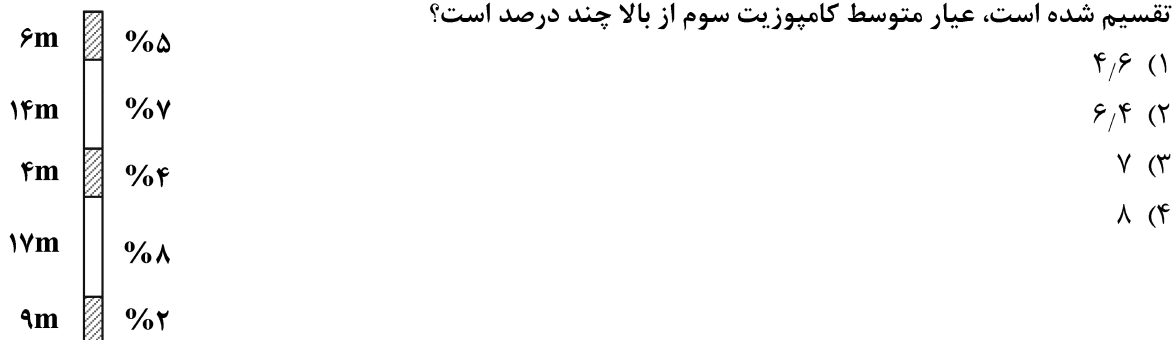 تقسیم شده است، عیار متوسط کامپوزیت سوم از بالا چند درصد است؟
۱) ۴/۶
۲) ۶/۴
۳) ۷
۴) ۸
۶m %۵
۱۴m %۷
۴m %۴
۱۷m %۸
۹m %۲